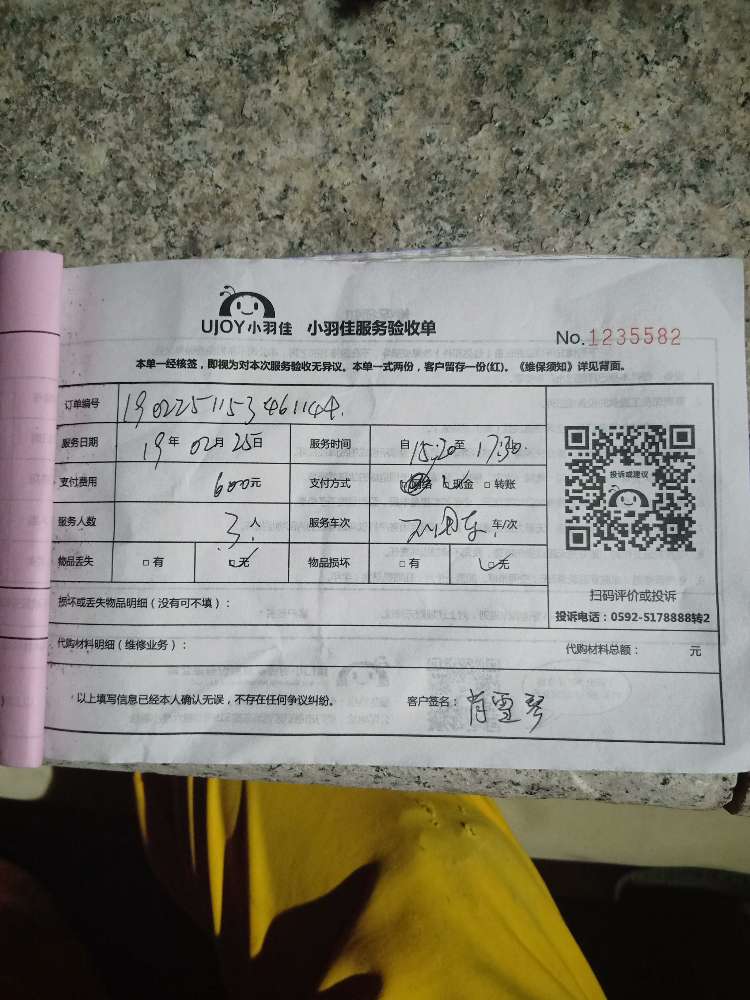 UJOY小羽佳 小羽佳服务验收单
No.1235582
本单一经核签，即视为对本次服务验收无异议。本单一式两份，客户留存一份(红)。《维保须知》详见背面。
订单编号 1902251153461144
服务日期 19年 02月 25日 服务时间 自15:20至17:30
支付费用 600元 支付方式 □现金 □转账
服务人数 3人 服务车次 车/次
物品丢失 □有 □无 物品损坏 □有 □无
投诉或建议
扫码评价或投诉
投诉电话：0592-5178888转2
损坏或丢失物品明细（没有可不填）：
代购材料明细（维修业务）： 代购材料总额： 元
以上填写信息已经本人确认无误，不存在任何争议纠纷。 客户签名：肖雪琴